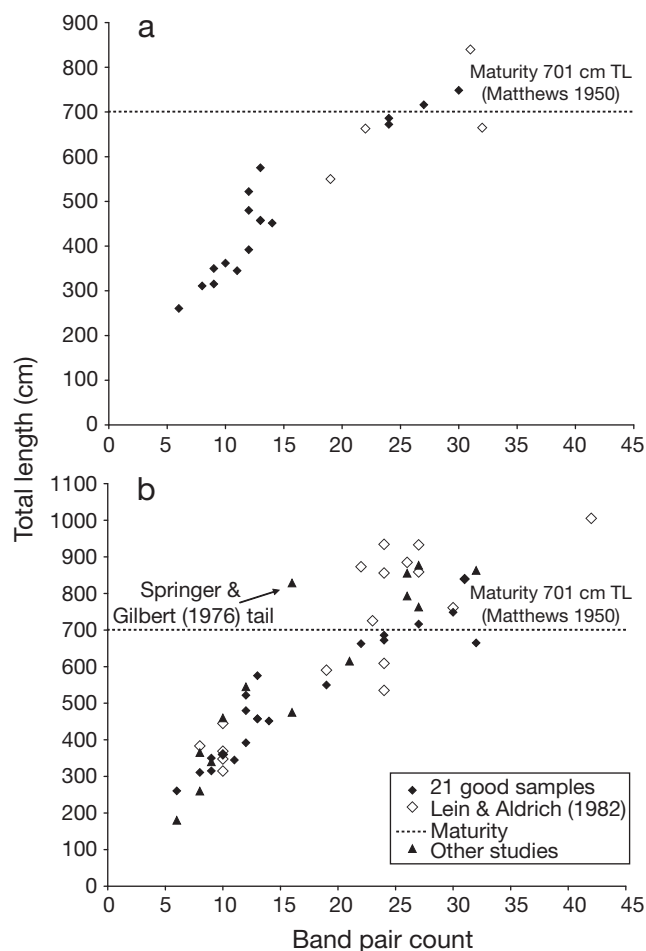 a
900
800
700
600
500
400
300
200
100
0
Maturity 701 cm TL
(Matthews 1950)
0 5 10 15 20 25 30 35 40 45
Total length (cm)
b
1100
1000
900
800
700
600
500
400
300
200
100
0
Springer &
Gilbert (1976) tail
Maturity 701 cm TL
(Matthews 1950)
21 good samples
Lein & Aldrich (1982)
Maturity
Other studies
0 5 10 15 20 25 30 35 40 45
Band pair count